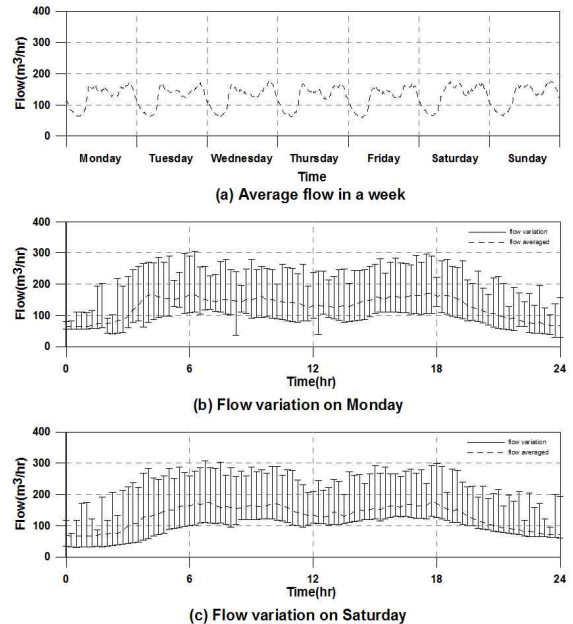 400
300
200
100
0
Flow(m3/hr)
Monday Tuesday Wednesday Thursday Friday Saturday Sunday
Time
(a) Average flow in a week
400
300
200
100
0
Flow(m3/hr)
flow variation
flow averaged
0 6 12 18 24
Time(hr)
(b) Flow variation on Monday
400
300
200
100
0
Flow(m3/hr)
flow variation
flow averaged
0 6 12 18 24
Time(hr)
(c) Flow variation on Saturday